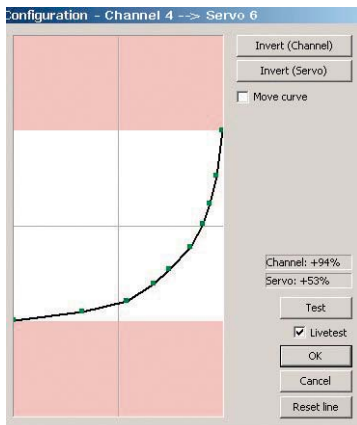 Configuration - Channel 4 --> Servo 6
Invert (Channel)
Invert (Servo)
Move curve
Channel: +94%
Servo: +53%
Test
Livetest
OK
Cancel
Reset line